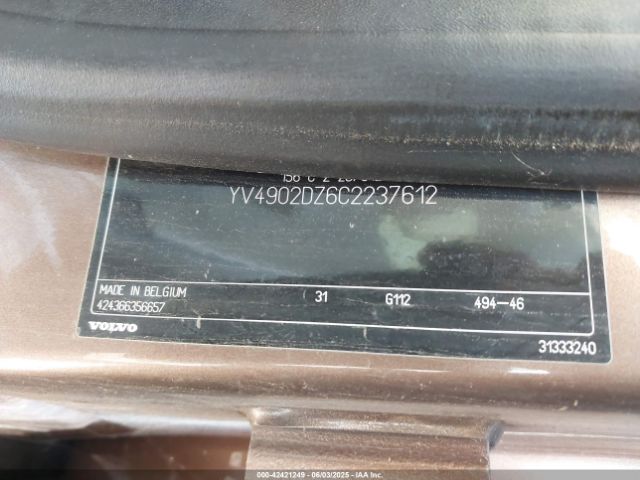 YV4902DZ6C2237612
MADE IN BELGIUM 31 G112 494-46
424366356657
VOLVO
31333240
000-42421249 - 06/03/2025 - IAA Inc.